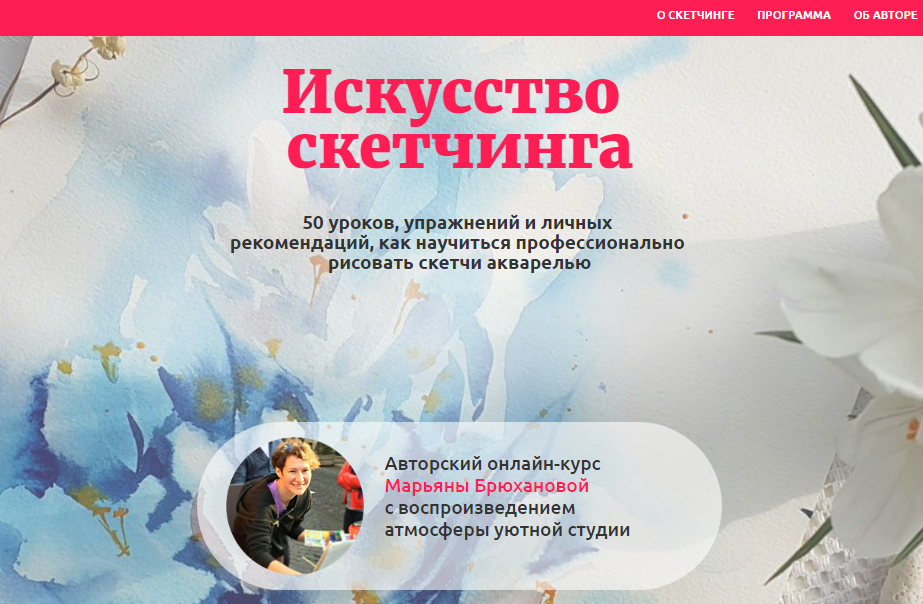 О СКЕТЧИНГЕ ПРОГРАММА ОБ АВТОРЕ
Искусство
скетчинга
50 уроков, упражнений и личных
рекомендаций, как научиться профессионально
рисовать скетчи акварелью
Авторский онлайн-курс
Марьяны Брюхановой
с воспроизведением
атмосферы уютной студии